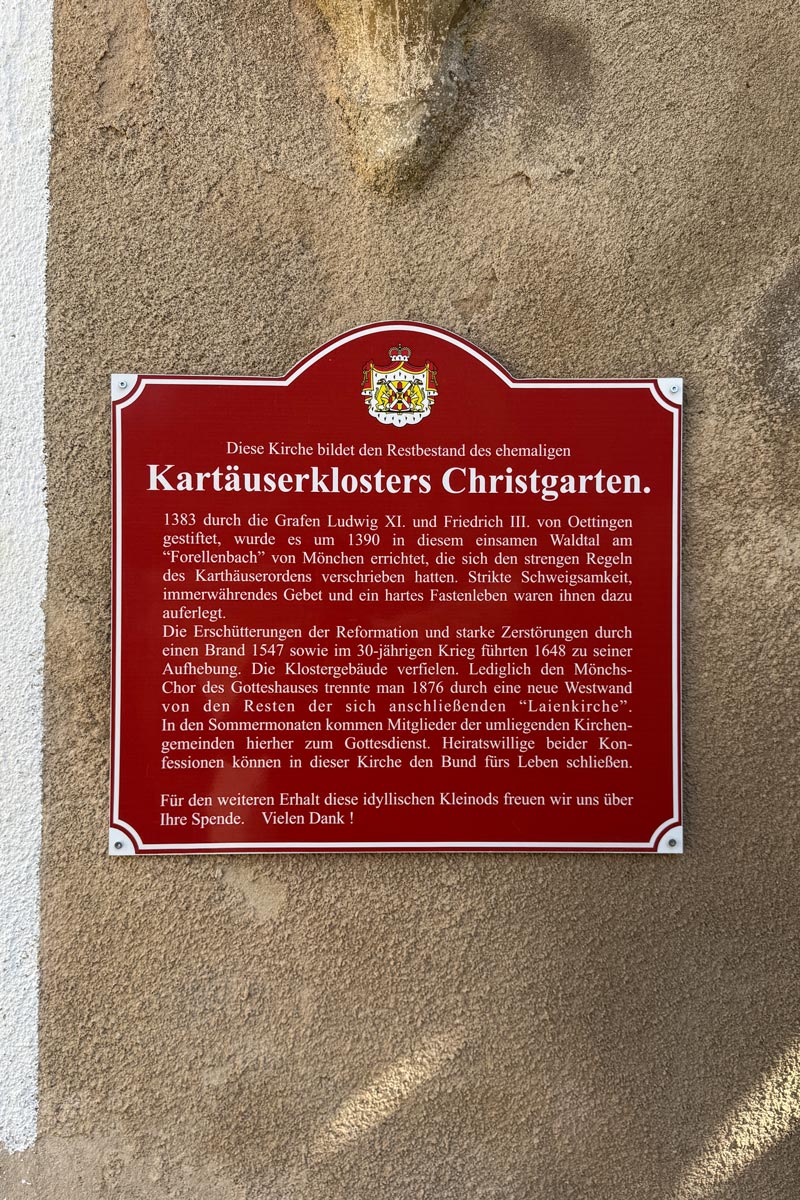 Diese Kirche bildet den Restbestand des ehemaligen
Kartäuserklosters Christgarten.
1383 durch die Grafen Ludwig XI. und Friedrich III. von Oettingen
gestiftet, wurde es um 1390 in diesem einsamen Waldtal am
“Forellenbach” von Mönchen errichtet, die sich den strengen Regeln
des Karthäuserordens verschrieben hatten. Strikte Schweigsamkeit,
immerwährendes Gebet und ein hartes Fastenleben waren ihnen dazu
auferlegt.
Die Erschütterungen der Reformation und starke Zerstörungen durch
einen Brand 1547 sowie im 30-jährigen Krieg führten 1648 zu seiner
Aufhebung. Die Klostergebäude verfielen. Lediglich den Mönchs-
Chor des Gotteshauses trennte man 1876 durch eine neue Westwand
von den Resten der sich anschließenden “Laienkirche”.
In den Sommermonaten kommen Mitglieder der umliegenden Kirchen-
gemeinden hierher zum Gottesdienst. Heiratswillige beider Kon-
fessionen können in dieser Kirche den Bund fürs Leben schließen.
Für den weiteren Erhalt diese idyllischen Kleinods freuen wir uns über
Ihre Spende. Vielen Dank !